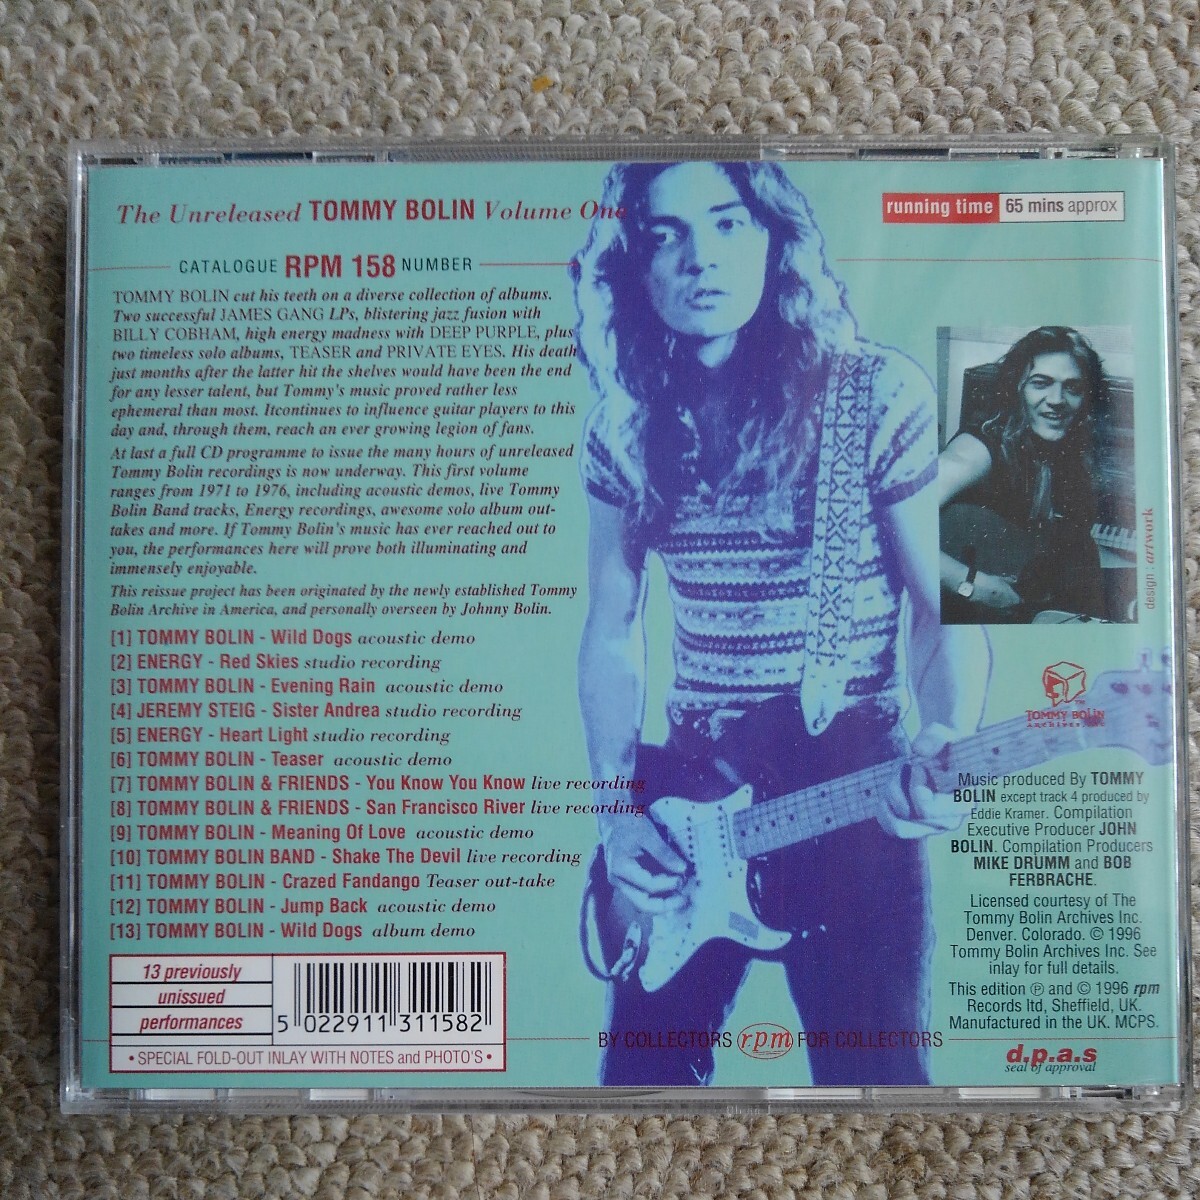 The Unreleased TOMMY BOLIN Volume One
running time 65 mins approx
CATALOGUE RPM 158 NUMBER
TOMMY BOLIN cut his teeth on a diverse collection of albums.
Two successful JAMES GANG LPs, blistering jazz fusion with
BILLY COBHAM, high energy madness with DEEP PURPLE, plus
two timeless solo albums, TEASER and PRIVATE EYES. His death
just months after the latter hit the shelves would have been the end
for any lesser talent, but Tommy's music proved rather less
ephemeral than most. Itcontinues to influence guitar players to this
day and, through them, reach an ever growing legion of fans.
At last a full CD programme to issue the many hours of unreleased
Tommy Bolin recordings is now underway. This first volume
ranges from 1971 to 1976, including acoustic demos, live Tommy
Bolin Band tracks, Energy recordings, awesome solo album out-
takes and more. If Tommy Bolin's music has ever reached out to
you, the performances here will prove both illuminating and
immensely enjoyable.
This reissue project has been originated by the newly established Tommy
Bolin Archive in America, and personally overseen by Johnny Bolin.
[1] TOMMY BOLIN - Wild Dogs acoustic demo
[2] ENERGY - Red Skies studio recording
[3] TOMMY BOLIN - Evening Rain acoustic demo
[4] JEREMY STEIG - Sister Andrea studio recording
[5] ENERGY - Heart Light studio recording
[6] TOMMY BOLIN - Teaser acoustic demo
[7] TOMMY BOLIN & FRIENDS - You Know You Know live recording
[8] TOMMY BOLIN & FRIENDS - San Francisco River live recording
[9] TOMMY BOLIN - Meaning Of Love acoustic demo
[10] TOMMY BOLIN BAND - Shake The Devil live recording
[11] TOMMY BOLIN - Crazed Fandango Teaser out-take
[12] TOMMY BOLIN - Jump Back acoustic demo
[13] TOMMY BOLIN - Wild Dogs album demo
13 previously
unissued
performances
5 022911 311582
• SPECIAL FOLD-OUT INLAY WITH NOTES and PHOTO'S •
design : artwork
TOMMY BOLIN
ARCHIVES, INC
Music produced By TOMMY
BOLIN except track 4 produced by
Eddie Kramer. Compilation
Executive Producer JOHN
BOLIN. Compilation Producers
MIKE DRUMM and BOB
FERBRACHE.
Licensed courtesy of The
Tommy Bolin Archives Inc.
Denver. Colorado. © 1996
Tommy Bolin Archives Inc. See
inlay for full details.
This edition ℗ and © 1996 rpm
Records ltd, Sheffield, UK.
Manufactured in the UK. MCPS.
BY COLLECTORS rpm FOR COLLECTORS
d.p.a.s
seal of approval